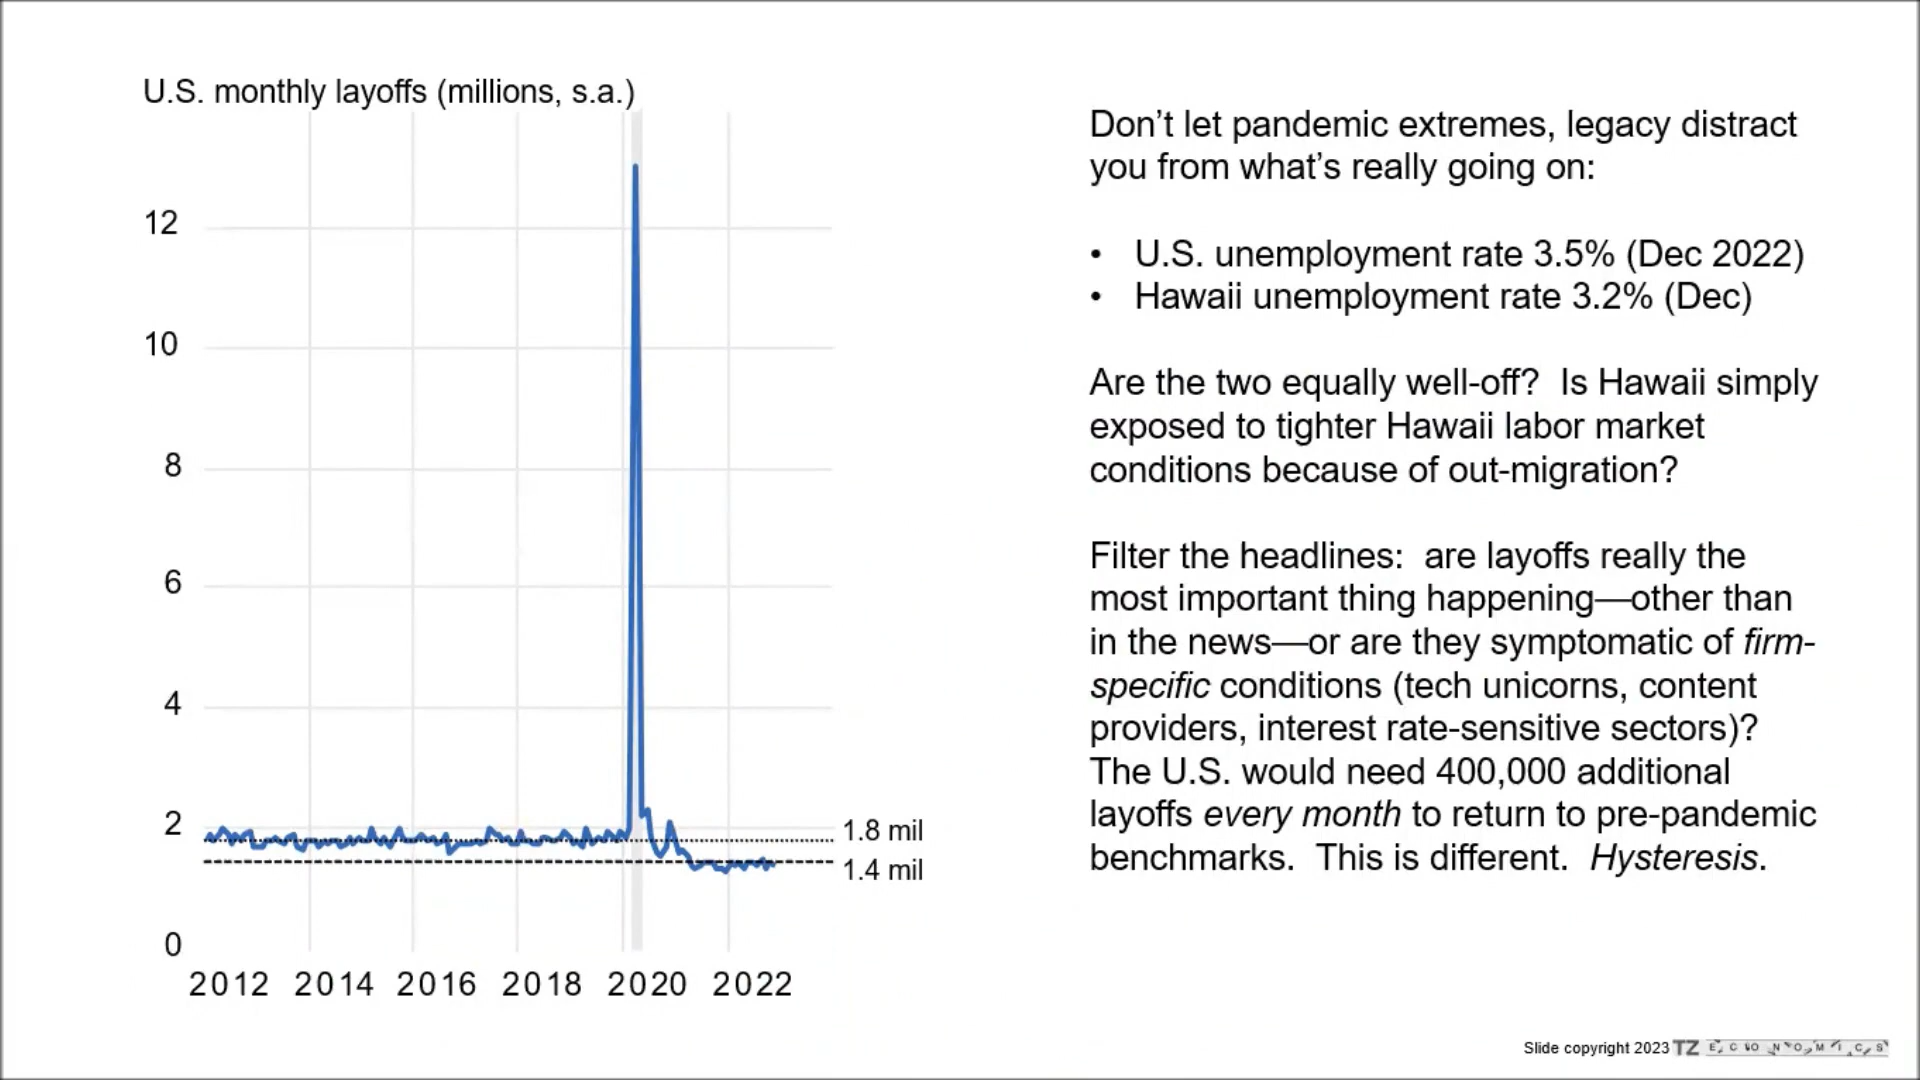 U.S. monthly layoffs (millions, s.a.)
12
10
8
6
4
2
0
1.8 mil
1.4 mil
2012 2014 2016 2018 2020 2022
Don’t let pandemic extremes, legacy distract
you from what’s really going on:
• U.S. unemployment rate 3.5% (Dec 2022)
• Hawaii unemployment rate 3.2% (Dec)
Are the two equally well-off? Is Hawaii simply
exposed to tighter Hawaii labor market
conditions because of out-migration?
Filter the headlines: are layoffs really the
most important thing happening—other than
in the news—or are they symptomatic of firm-
specific conditions (tech unicorns, content
providers, interest rate-sensitive sectors)?
The U.S. would need 400,000 additional
layoffs every month to return to pre-pandemic
benchmarks. This is different. Hysteresis.
Slide copyright 2023 TZ ECONOMICS